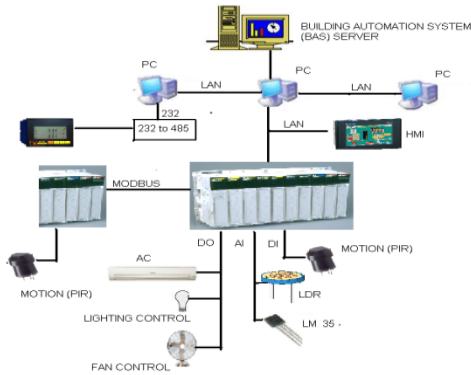 BUILDING AUTOMATION SYSTEM
(BAS) SERVER
PC
PC
PC
LAN
LAN
232
232 to 485
LAN
HMI
MODBUS
DO
AI
DI
MOTION (PIR)
MOTION (PIR)
AC
LDR
LIGHTING CONTROL
LM 35
FAN CONTROL